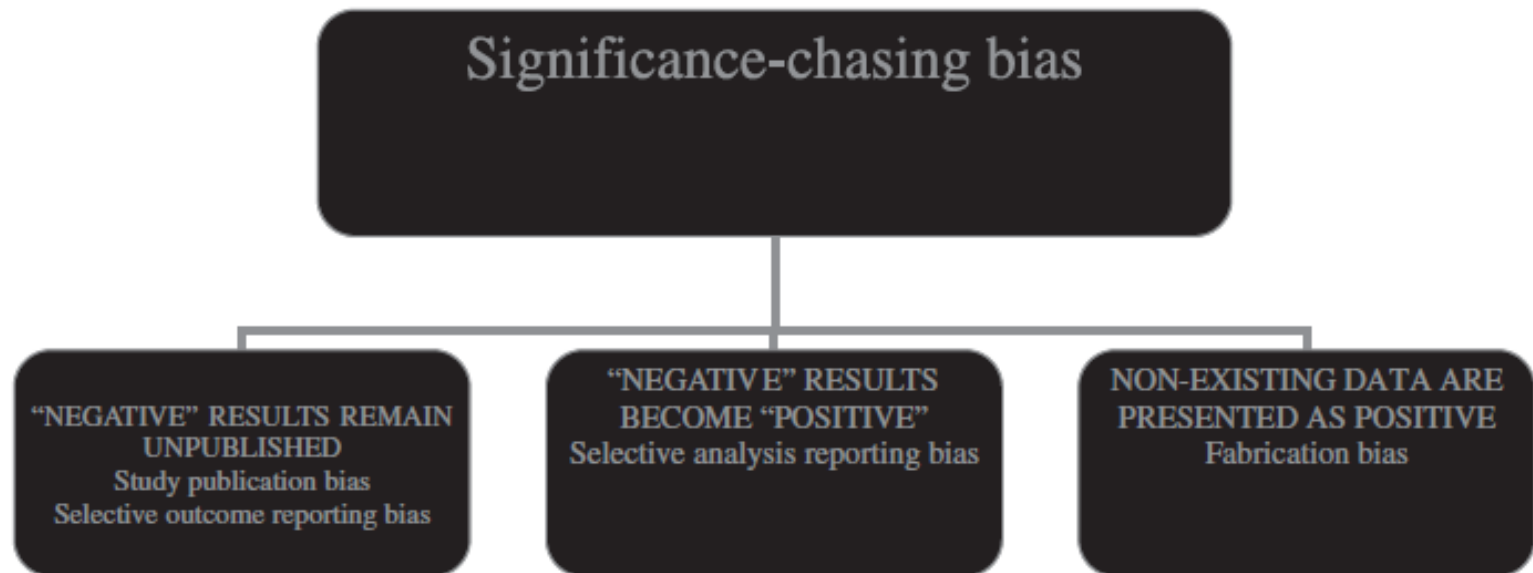 Significance-chasing bias
“NEGATIVE” RESULTS REMAIN
UNPUBLISHED
Study publication bias
Selective outcome reporting bias
“NEGATIVE” RESULTS
BECOME “POSITIVE”
Selective analysis reporting bias
NON-EXISTING DATA ARE
PRESENTED AS POSITIVE
Fabrication bias